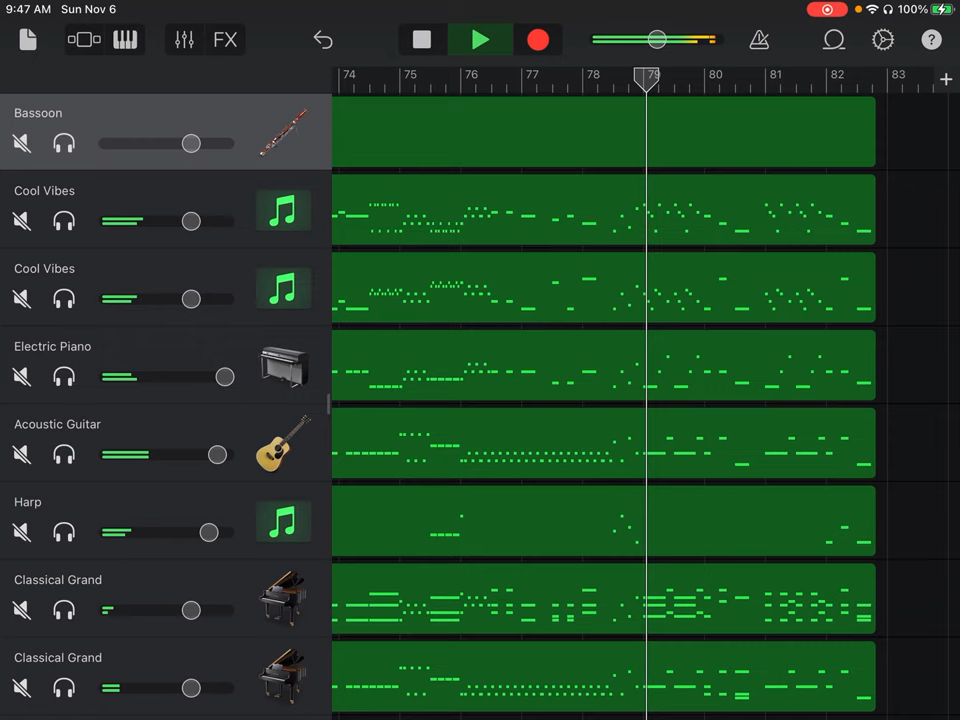 9:47 AM Sun Nov 6 100%
FX ?
74 75 76 77 78 79 80 81 82 83 +
Bassoon
Cool Vibes
Cool Vibes
Electric Piano
Acoustic Guitar
Harp
Classical Grand
Classical Grand